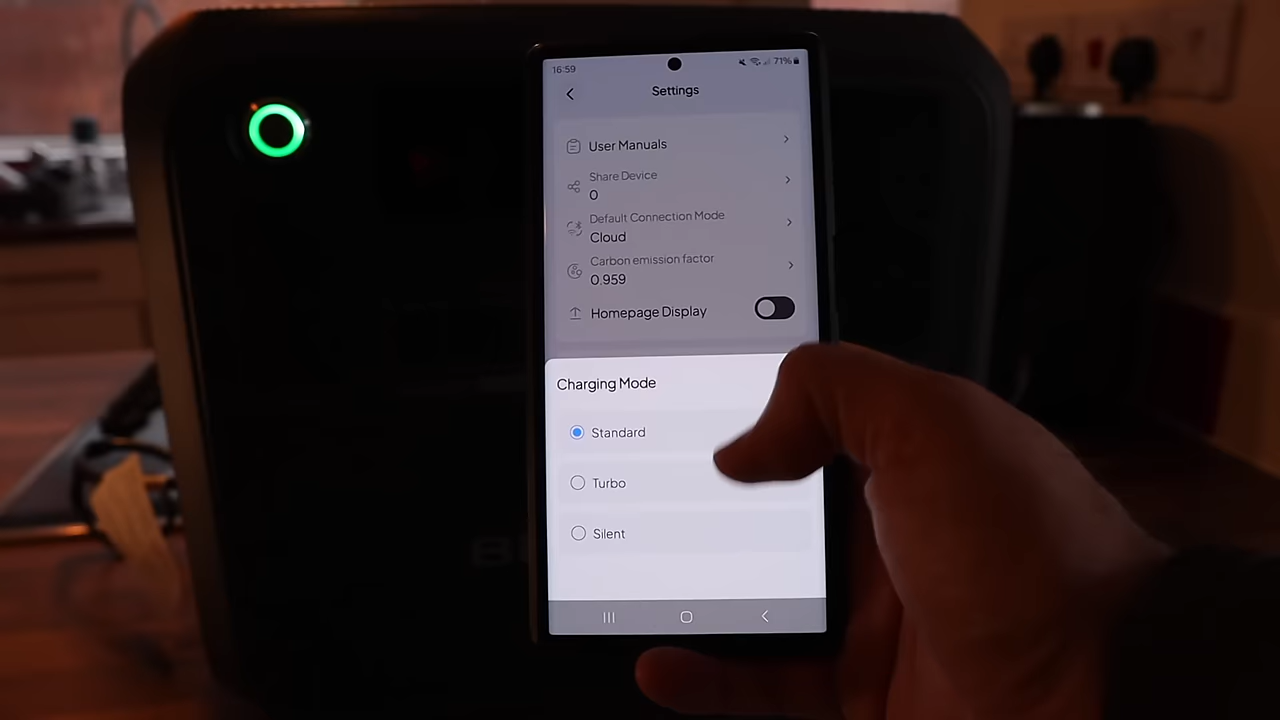 16:59 71%
Settings
User Manuals
Share Device
0
Default Connection Mode
Cloud
Carbon emission factor
0.959
Homepage Display
Charging Mode
Standard
Turbo
Silent